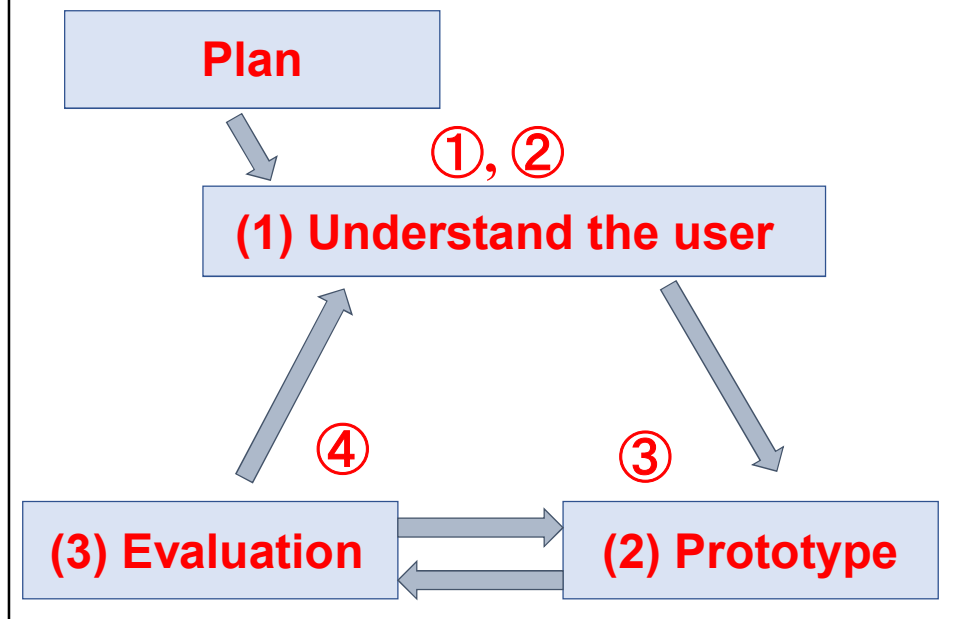 Plan
①, ②
(1) Understand the user
④
③
(3) Evaluation
(2) Prototype